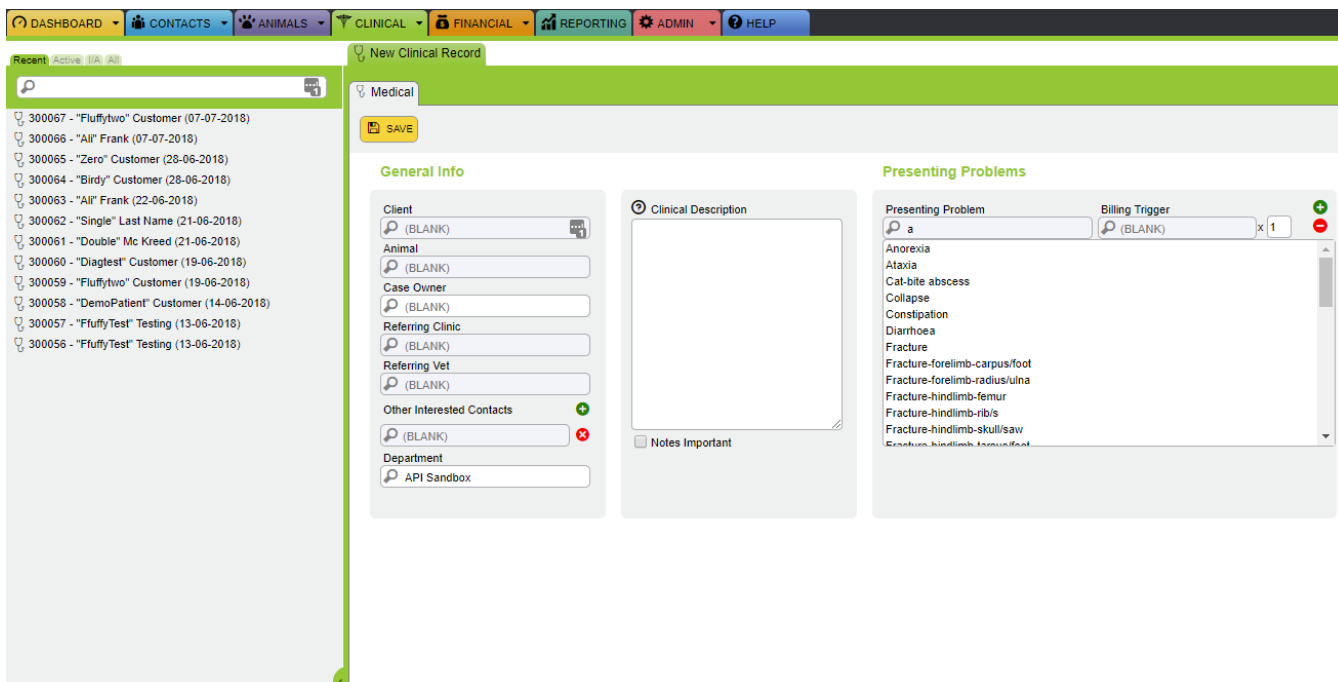 DASHBOARD CONTACTS ANIMALS CLINICAL FINANCIAL REPORTING ADMIN HELP
Recent Active I/A All
New Clinical Record
Medical
SAVE
300067 - "Fluffytwo" Customer (07-07-2018)
300066 - "Ali" Frank (07-07-2018)
300065 - "Zero" Customer (28-06-2018)
300064 - "Birdy" Customer (28-06-2018)
300063 - "Ali" Frank (22-06-2018)
300062 - "Single" Last Name (21-06-2018)
300061 - "Double" Mc Kreed (21-06-2018)
300060 - "Diagtest" Customer (19-06-2018)
300059 - "Fluffytwo" Customer (19-06-2018)
300058 - "DemoPatient" Customer (14-06-2018)
300057 - "FfuffyTest" Testing (13-06-2018)
300056 - "FfuffyTest" Testing (13-06-2018)
General Info
Client
(BLANK)
Animal
(BLANK)
Case Owner
(BLANK)
Referring Clinic
(BLANK)
Referring Vet
(BLANK)
Other Interested Contacts
(BLANK)
Department
API Sandbox
Clinical Description
Notes Important
Presenting Problems
Presenting Problem Billing Trigger
a (BLANK) x 1
Anorexia
Ataxia
Cat-bite abscess
Collapse
Constipation
Diarrhoea
Fracture
Fracture-forelimb-carpus/foot
Fracture-forelimb-radius/ulna
Fracture-hindlimb-femur
Fracture-hindlimb-rib/s
Fracture-hindlimb-skull/saw
Fracture-hindlimb-tarsus/foot